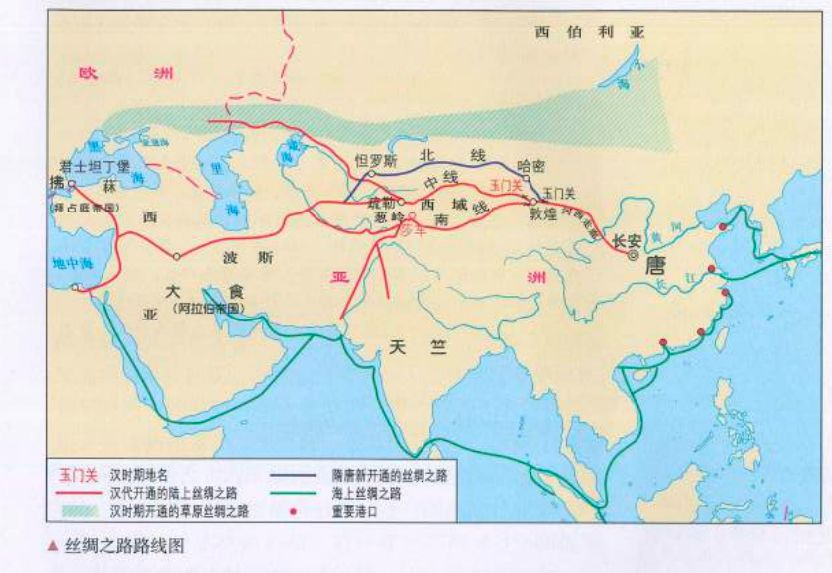 西伯利亚
欧洲
里海
咸海
君士坦丁堡
黑海
拂菻
(拜占庭帝国)
怛罗斯
北线
哈密
中线
玉门关
玉门关
疏勒
西域
葱岭
南线
敦煌
莎车
河西走廊
长安
唐
黄河
长江
西亚
波斯
地中海
大食
(阿拉伯帝国)
亚洲
天竺
玉门关 汉时期地名
隋唐新开通的丝绸之路
汉代开通的陆上丝绸之路
海上丝绸之路
汉时期开通的草原丝绸之路
重要港口
▲ 丝绸之路路线图